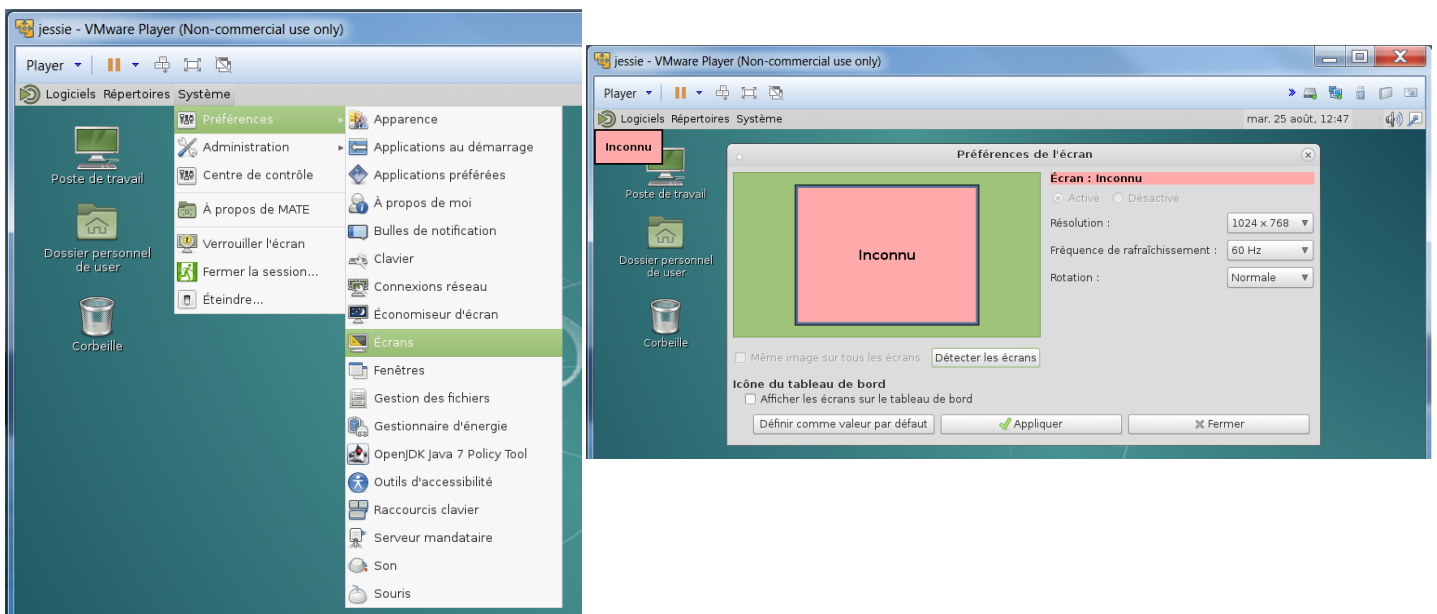 jessie - VMware Player (Non-commercial use only)
Player
Logiciels Répertoires Système
Poste de travail
Dossier personnel
de user
Corbeille
Préférences
Administration
Centre de contrôle
À propos de MATE
Verrouiller l'écran
Fermer la session...
Éteindre...
Apparence
Applications au démarrage
Applications préférées
À propos de moi
Bulles de notification
Clavier
Connexions réseau
Économiseur d'écran
Écrans
Fenêtres
Gestion des fichiers
Gestionnaire d'énergie
OpenJDK Java 7 Policy Tool
Outils d'accessibilité
Raccourcis clavier
Serveur mandataire
Son
Souris
jessie - VMware Player (Non-commercial use only)
Player
Logiciels Répertoires Système
mar. 25 août, 12:47
Inconnu
Poste de travail
Dossier personnel
de user
Corbeille
Préférences de l'écran
Inconnu
Écran : Inconnu
Activé Désactivé
Résolution : 1024 x 768
Fréquence de rafraîchissement : 60 Hz
Rotation : Normale
Même image sur tous les écrans Détecter les écrans
Icône du tableau de bord
Afficher les écrans sur le tableau de bord
Définir comme valeur par défaut Appliquer Fermer